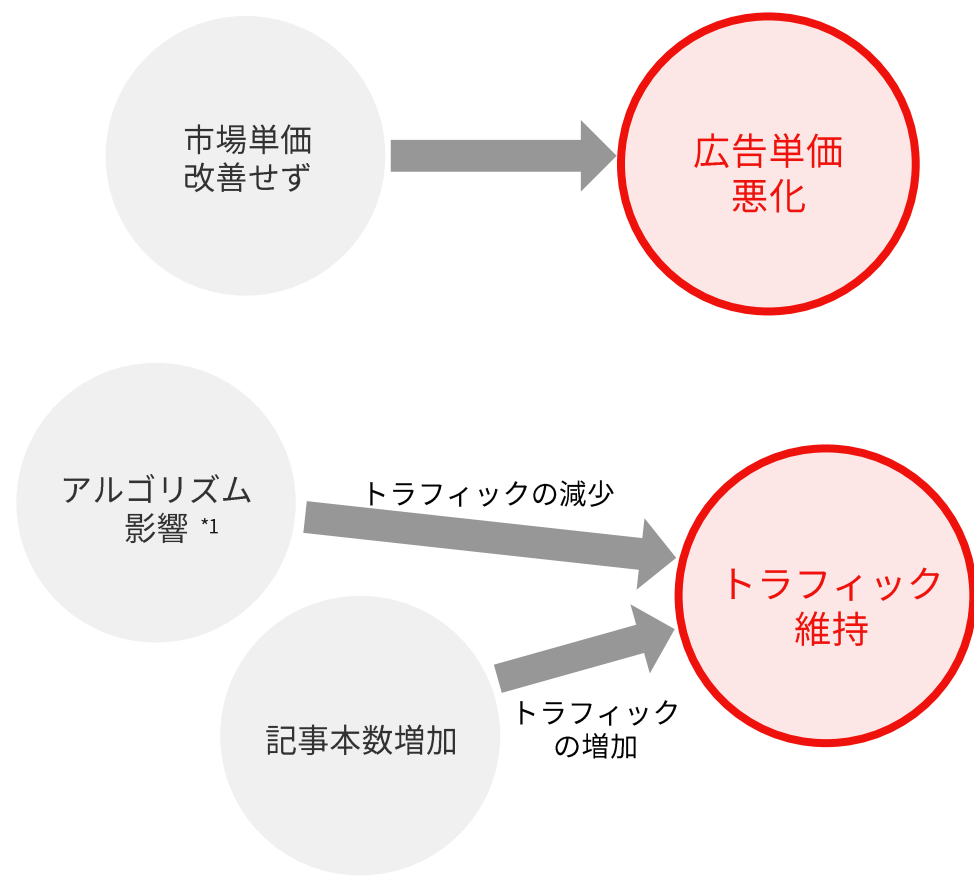 市場単価
改善せず
広告単価
悪化
アルゴリズム
影響 *1
トラフィックの減少
トラフィック
維持
記事本数増加
トラフィック
の増加